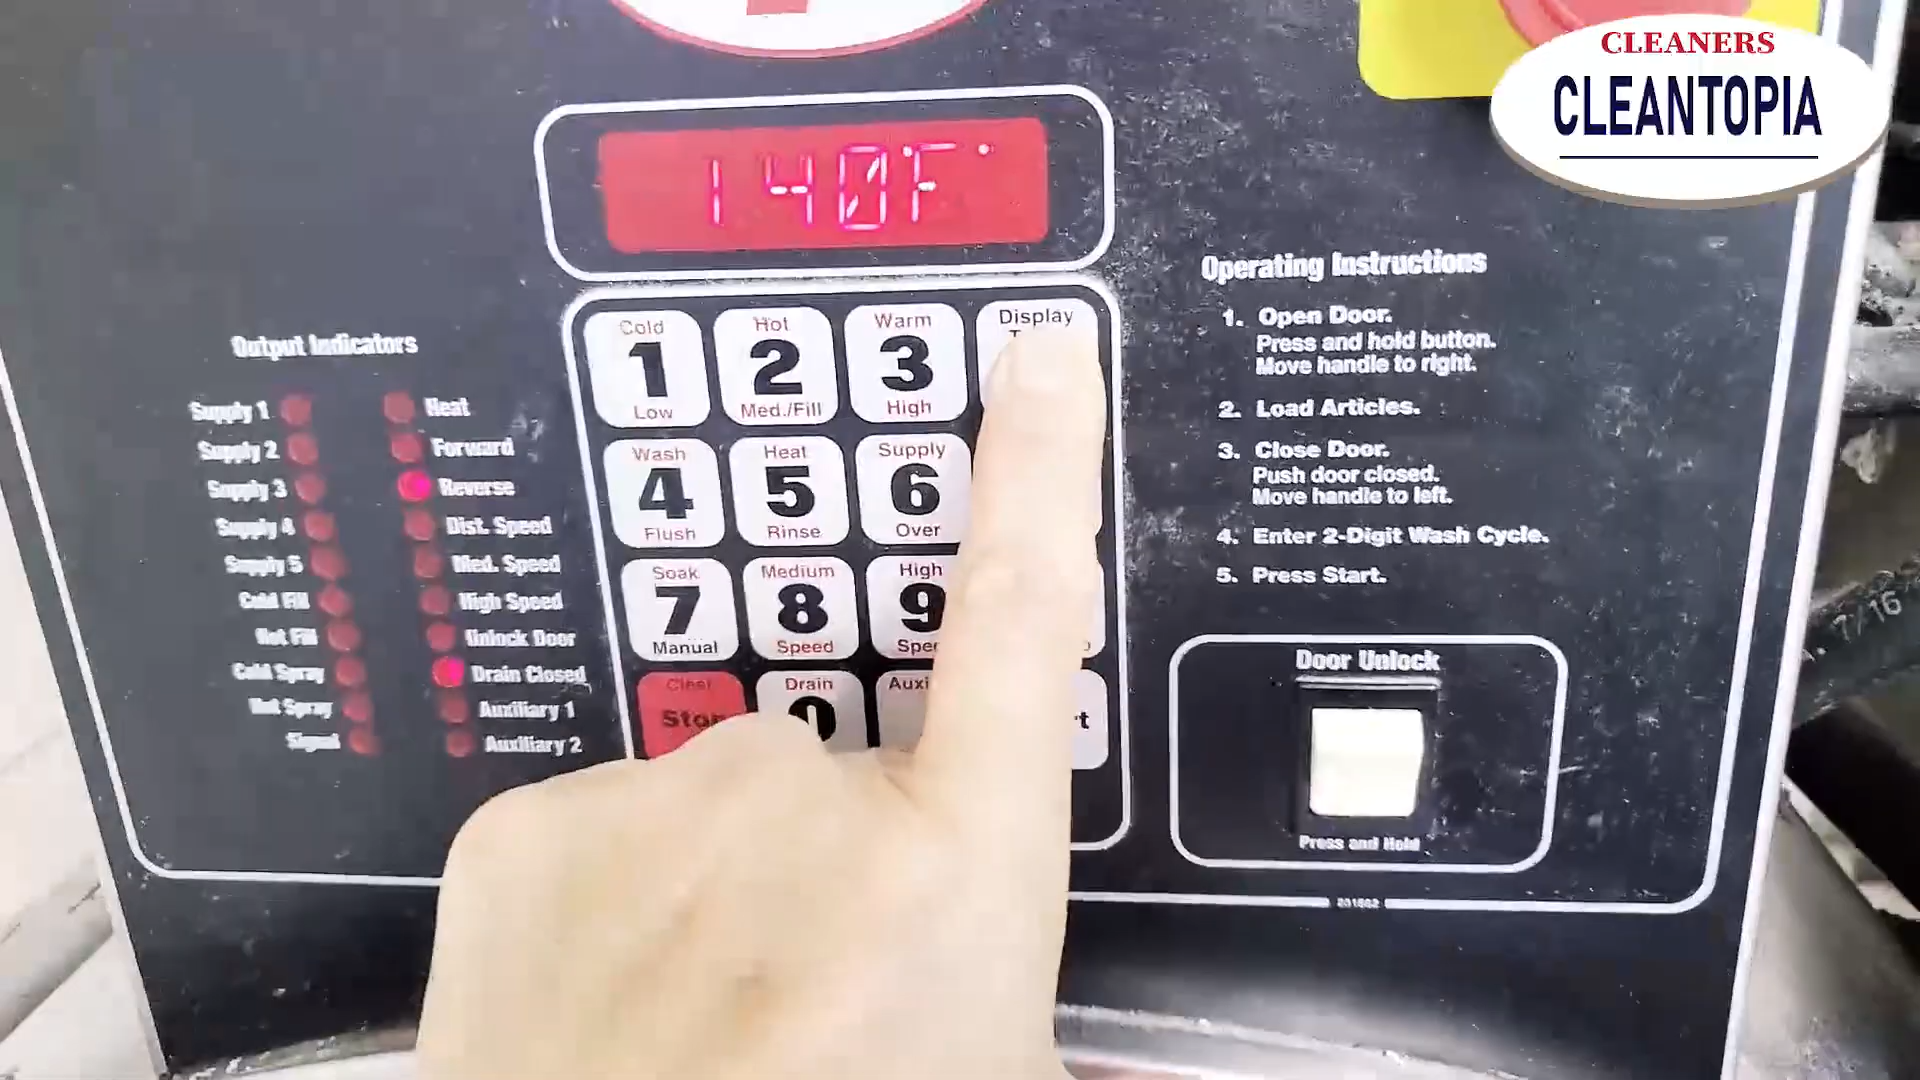 CLEANERS
CLEANTOPIA
140°F
Operating Instructions
1. Open Door.
Press and hold button.
Move handle to right.
2. Load Articles.
3. Close Door.
Push door closed.
Move handle to left.
4. Enter 2-Digit Wash Cycle.
5. Press Start.
Output Indicators
Supply 1
Supply 2
Supply 3
Supply 4
Supply 5
Cold Fill
Hot Fill
Cold Spray
Hot Spray
Signal
Heat
Forward
Reverse
Dist. Speed
Med. Speed
High Speed
Unlock Door
Drain Closed
Auxiliary 1
Auxiliary 2
Cold
1
Low
Hot
2
Med./Fill
Warm
3
High
Display
Wash
4
Flush
Heat
5
Rinse
Supply
6
Over
Soak
7
Manual
Medium
8
Speed
High
9
Clear
Stop
Drain
0
Door Unlock
Press and Hold
7/16